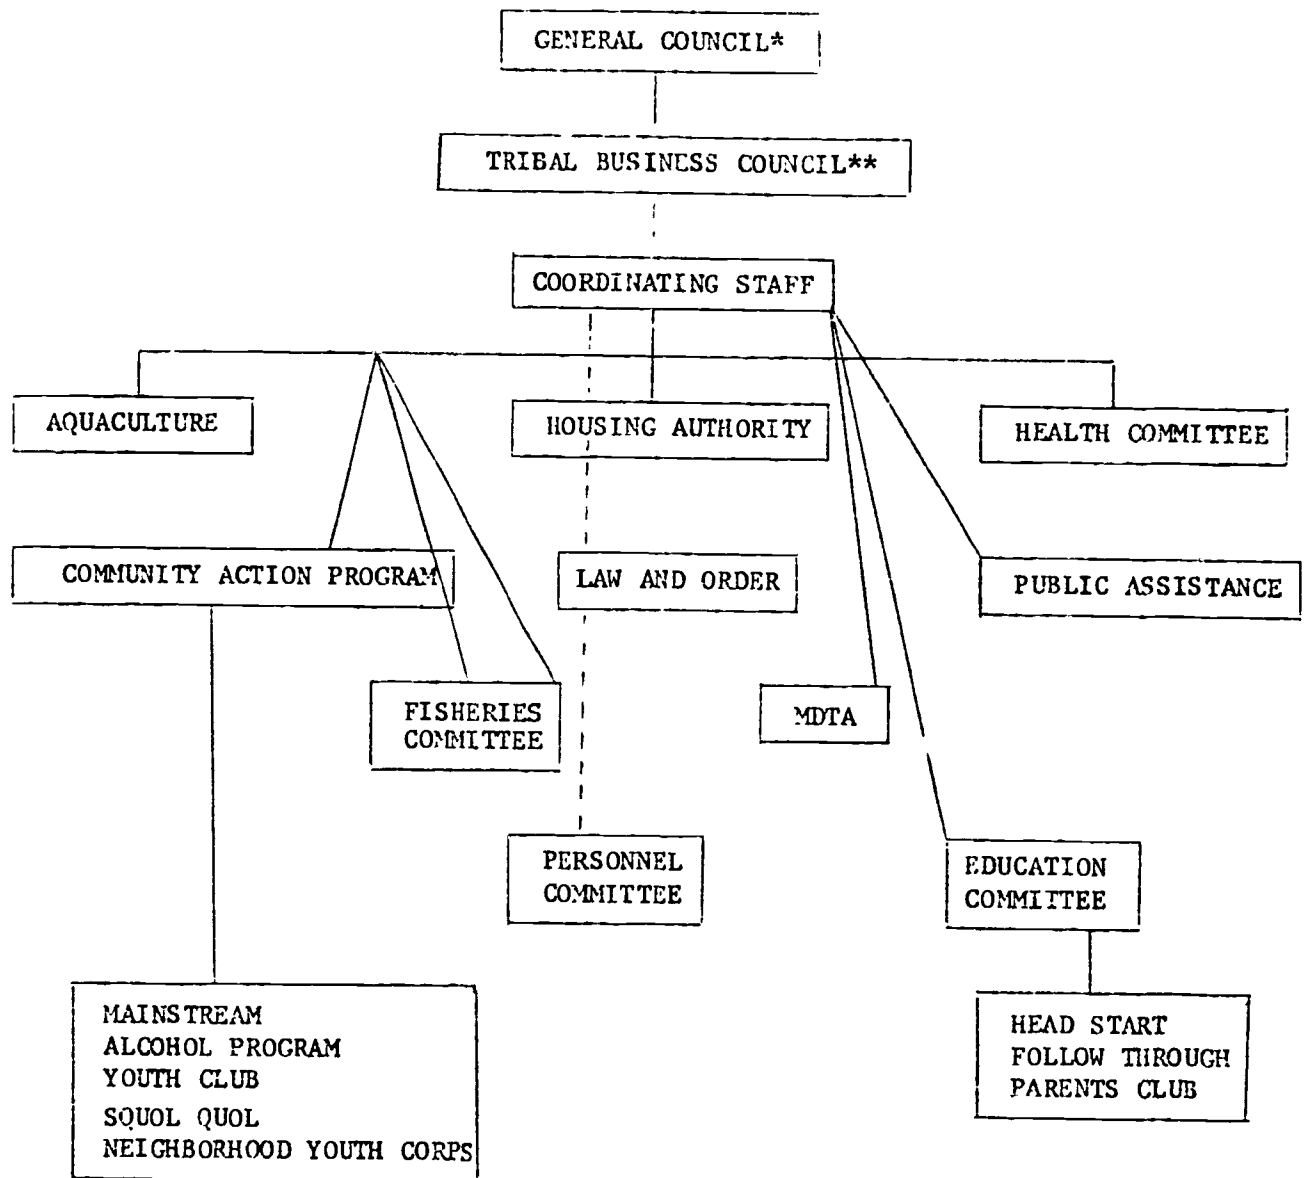 GENERAL COUNCIL*
TRIBAL BUSINESS COUNCIL**
COORDINATING STAFF
AQUACULTURE
HOUSING AUTHORITY
HEALTH COMMITTEE
COMMUNITY ACTION PROGRAM
LAW AND ORDER
PUBLIC ASSISTANCE
FISHERIES
COMMITTEE
MDTA
PERSONNEL
COMMITTEE
EDUCATION
COMMITTEE
MAINSTREAM
ALCOHOL PROGRAM
YOUTH CLUB
SQUOL QUOL
NEIGHBORHOOD YOUTH CORPS
HEAD START
FOLLOW THROUGH
PARENTS CLUB